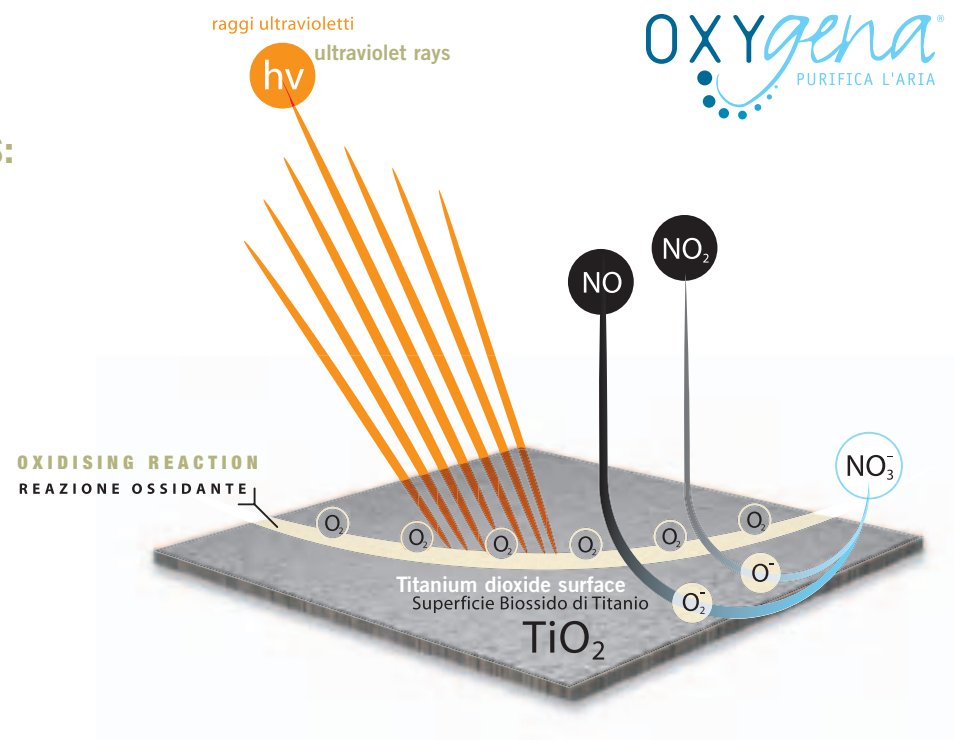 raggi ultravioletti
ultraviolet rays
hv
OXYgena®
PURIFICA L'ARIA
S:
NO₂
NO
OXIDISING REACTION
REAZIONE OSSIDANTE
NO₃⁻
O₂
O₂
O₂
O₂
O₂
O₂
O⁻
O₂⁻
Titanium dioxide surface
Superficie Biossido di Titanio
TiO₂